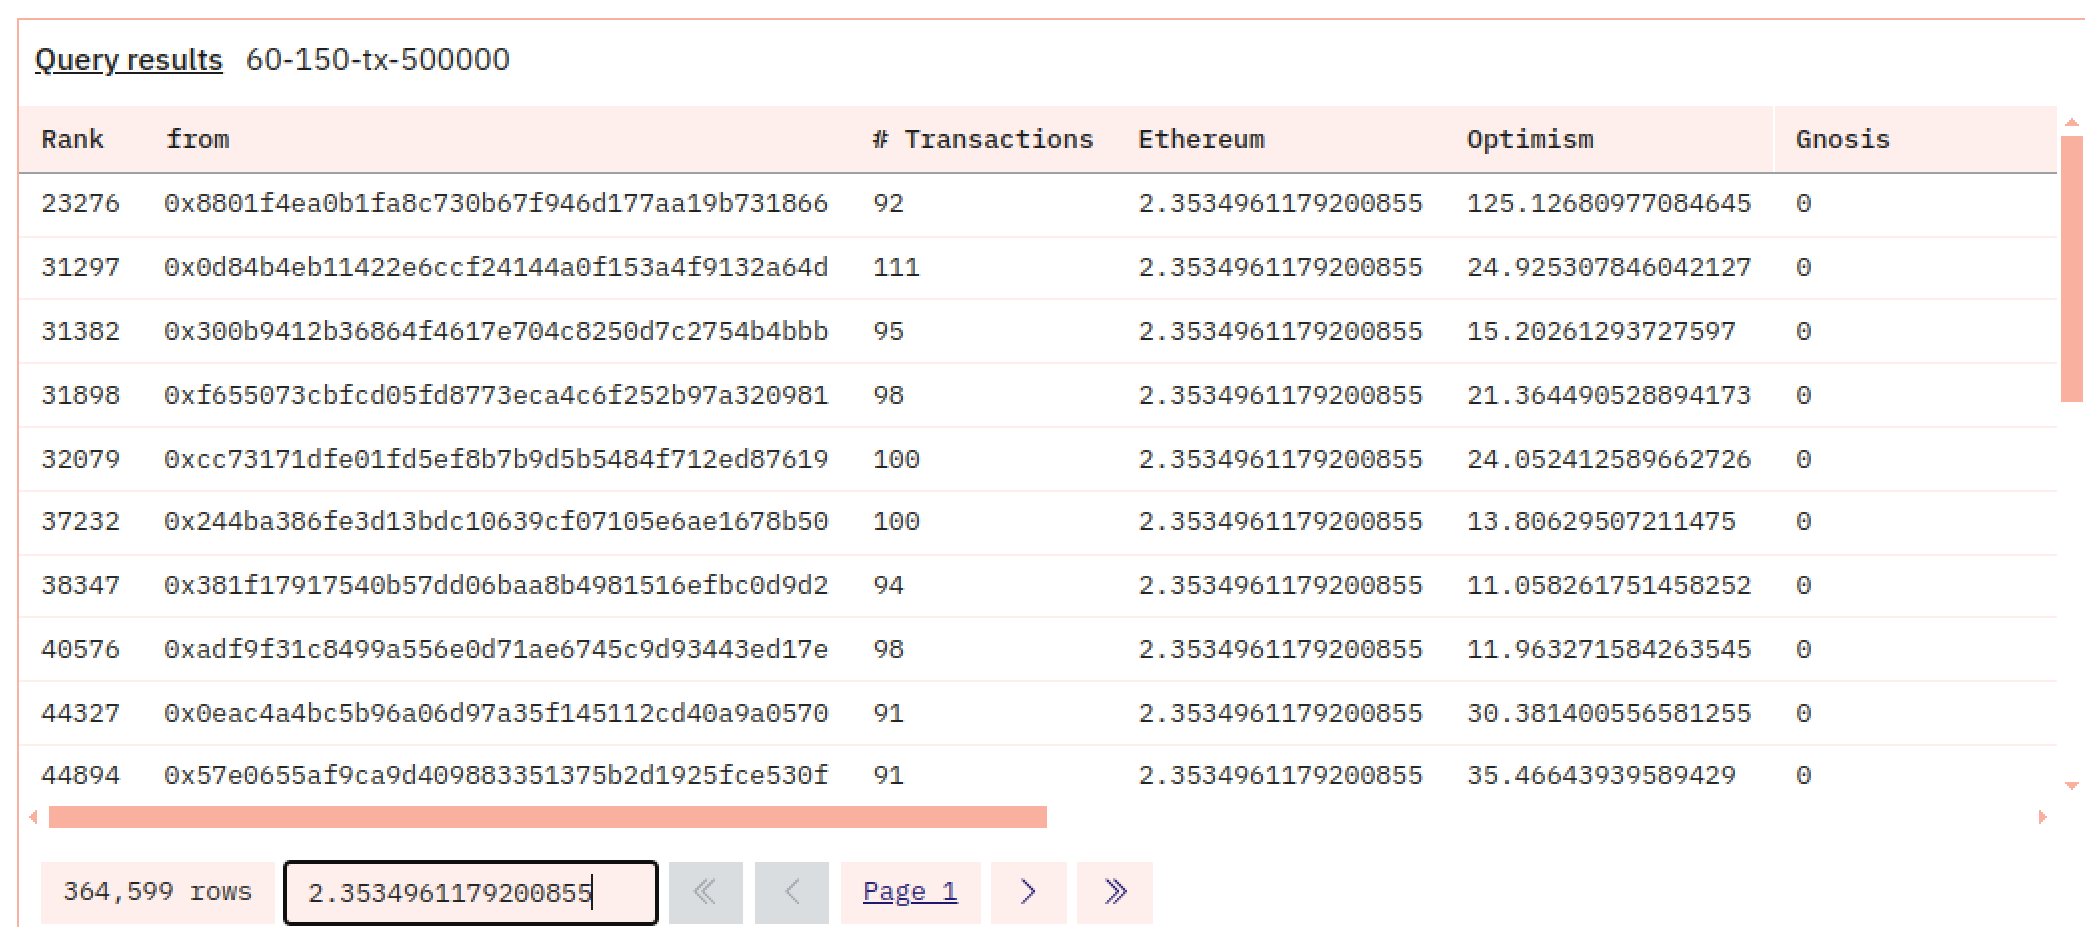 Query results 60-150-tx-500000
Rank from # Transactions Ethereum Optimism Gnosis
23276 0x8801f4ea0b1fa8c730b67f946d177aa19b731866 92 2.3534961179200855 125.12680977084645 0
31297 0x0d84b4eb11422e6ccf24144a0f153a4f9132a64d 111 2.3534961179200855 24.925307846042127 0
31382 0x300b9412b36864f4617e704c8250d7c2754b4bbb 95 2.3534961179200855 15.20261293727597 0
31898 0xf655073cbfcd05fd8773eca4c6f252b97a320981 98 2.3534961179200855 21.364490528894173 0
32079 0xcc73171dfe01fd5ef8b7b9d5b5484f712ed87619 100 2.3534961179200855 24.052412589662726 0
37232 0x244ba386fe3d13bdc10639cf07105e6ae1678b50 100 2.3534961179200855 13.80629507211475 0
38347 0x381f17917540b57dd06baa8b4981516efbc0d9d2 94 2.3534961179200855 11.058261751458252 0
40576 0xadf9f31c8499a556e0d71ae6745c9d93443ed17e 98 2.3534961179200855 11.963271584263545 0
44327 0x0eac4a4bc5b96a06d97a35f145112cd40a9a0570 91 2.3534961179200855 30.381400556581255 0
44894 0x57e0655af9ca9d409883351375b2d1925fce530f 91 2.3534961179200855 35.46643939589429 0
364,599 rows 2.3534961179200855 Page 1